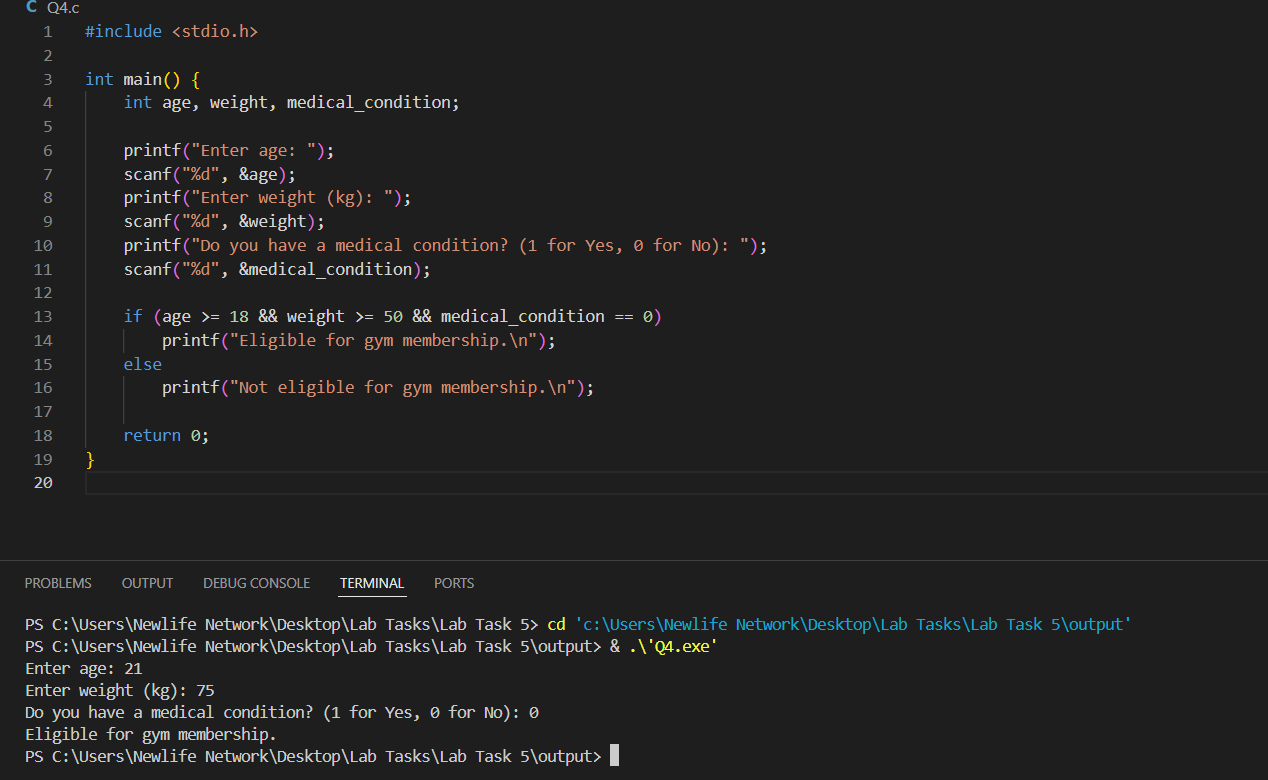 C Q4.c
1 #include <stdio.h>
2
3 int main() {
4     int age, weight, medical_condition;
5
6     printf("Enter age: ");
7     scanf("%d", &age);
8     printf("Enter weight (kg): ");
9     scanf("%d", &weight);
10     printf("Do you have a medical condition? (1 for Yes, 0 for No): ");
11     scanf("%d", &medical_condition);
12
13     if (age >= 18 && weight >= 50 && medical_condition == 0)
14         printf("Eligible for gym membership.\n");
15     else
16         printf("Not eligible for gym membership.\n");
17
18     return 0;
19 }
20
PROBLEMS OUTPUT DEBUG CONSOLE TERMINAL PORTS
PS C:\Users\Newlife Network\Desktop\Lab Tasks\Lab Task 5> cd 'c:\Users\Newlife Network\Desktop\Lab Tasks\Lab Task 5\output'
PS C:\Users\Newlife Network\Desktop\Lab Tasks\Lab Task 5\output> & .\'Q4.exe'
Enter age: 21
Enter weight (kg): 75
Do you have a medical condition? (1 for Yes, 0 for No): 0
Eligible for gym membership.
PS C:\Users\Newlife Network\Desktop\Lab Tasks\Lab Task 5\output>